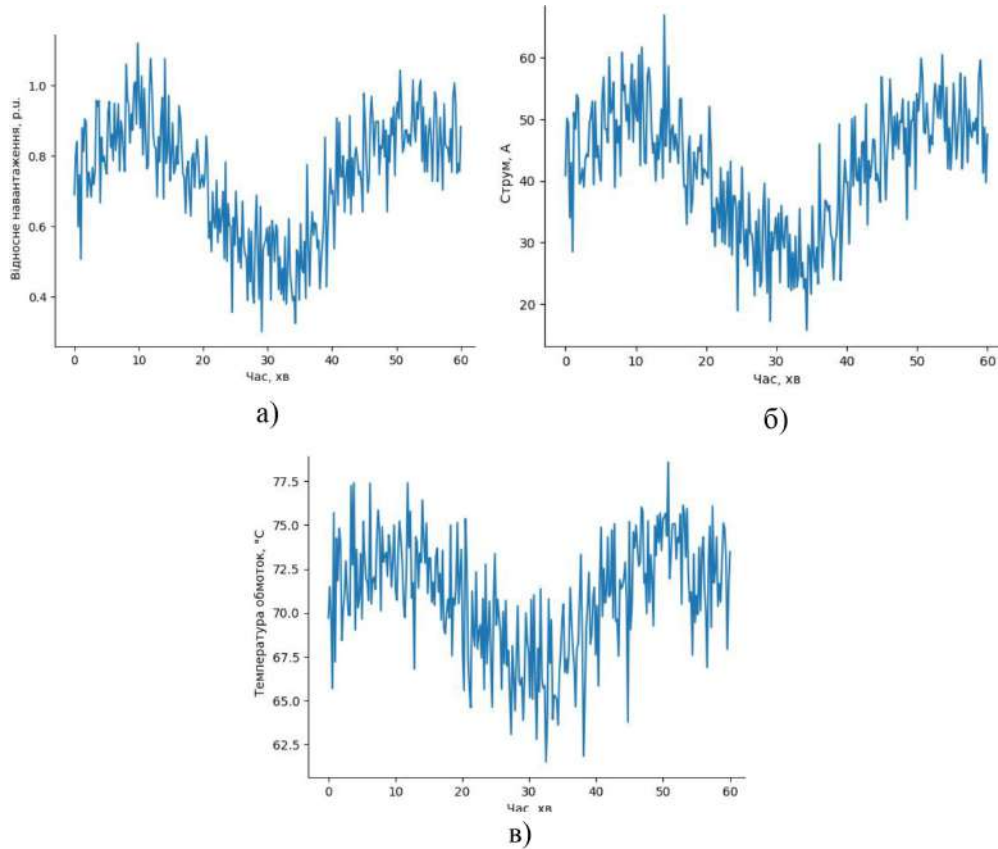 Відносне навантаження, p.u.
1.0
0.8
0.6
0.4
0 10 20 30 40 50 60
Час, хв
а)
Струм, А
60
50
40
30
20
0 10 20 30 40 50 60
Час, хв
б)
Температура обмоток, °C
77.5
75.0
72.5
70.0
67.5
65.0
62.5
0 10 20 30 40 50 60
Час, хв
в)